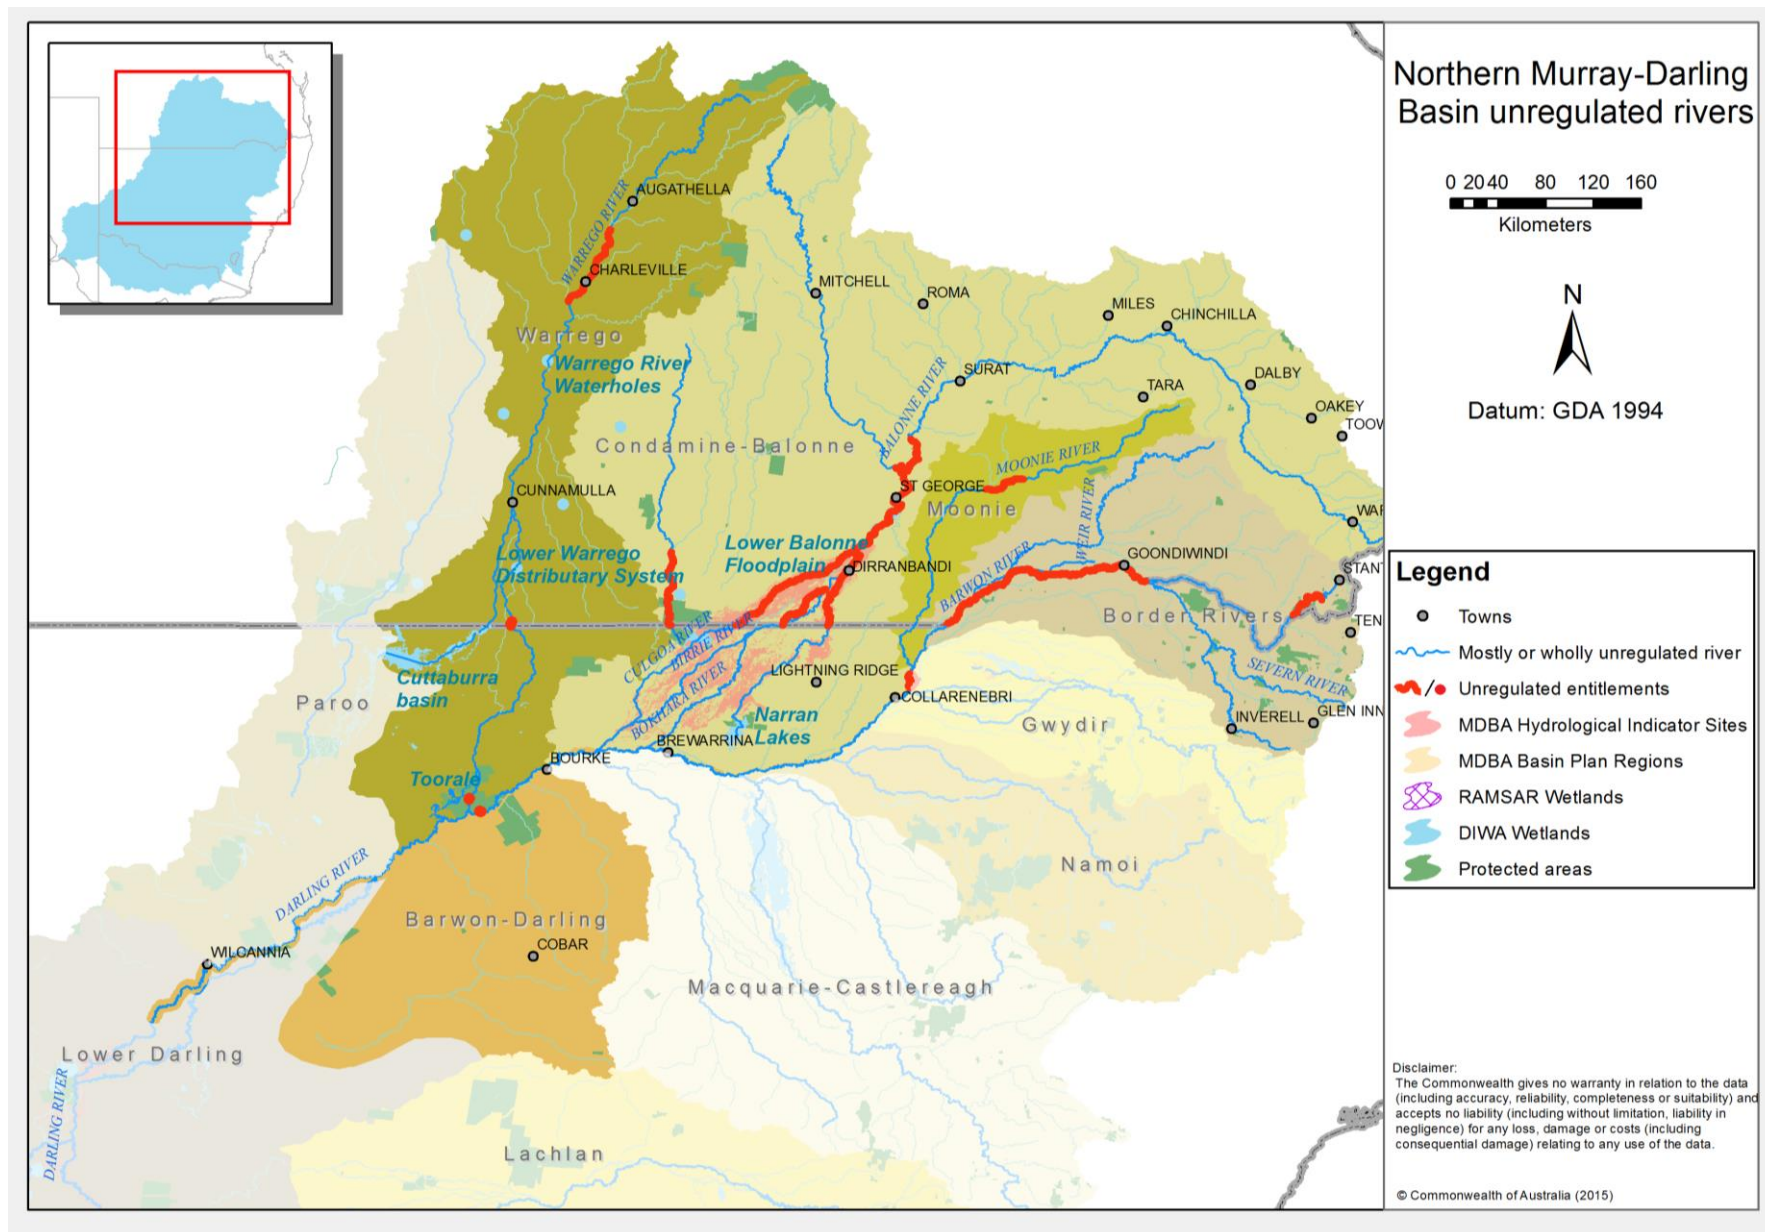 Northern Murray-Darling
Basin unregulated rivers
0 20 40 80 120 160
Kilometers
N
Datum: GDA 1994
Legend
Towns
Mostly or wholly unregulated river
Unregulated entitlements
MDBA Hydrological Indicator Sites
MDBA Basin Plan Regions
RAMSAR Wetlands
DIWA Wetlands
Protected areas
Disclaimer:
The Commonwealth gives no warranty in relation to the data
(including accuracy, reliability, completeness or suitability) and
accepts no liability (including without limitation, liability in
negligence) for any loss, damage or costs (including
consequential damage) relating to any use of the data.
© Commonwealth of Australia (2015)
AUGATHELLA
WARREGO RIVER
CHARLEVILLE
MITCHELL
ROMA
MILES
CHINCHILLA
Warrego
Warrego River
Waterholes
SURAT
DALBY
TARA
OAKEY
TOOW
BALONNE RIVER
Condamine-Balonne
MOONIE RIVER
CUNNAMULLA
ST GEORGE
Moonie
WEIR RIVER
WAR
Lower Warrego
Distributary System
Lower Balonne
Floodplain
DIRRANBANDI
BARWON RIVER
GOONDIWINDI
STANT
Border Rivers
TEN
CULGOA RIVER
BIRRIE RIVER
BOKHARA RIVER
LIGHTNING RIDGE
COLLARENEBRI
SEVERN RIVER
Cuttaburra
basin
Paroo
Narran
Lakes
Gwydir
INVERELL
GLEN INN
BREWARRINA
BOURKE
Toorale
Namoi
DARLING RIVER
Barwon-Darling
COBAR
WILCANNIA
Macquarie-Castlereagh
Lower Darling
DARLING RIVER
Lachlan